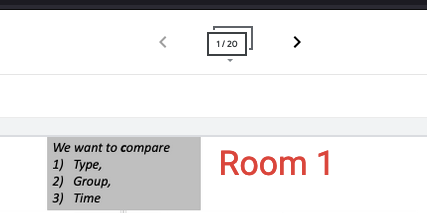 1 / 20
We want to compare
1) Type,
2) Group,
3) Time
Room 1